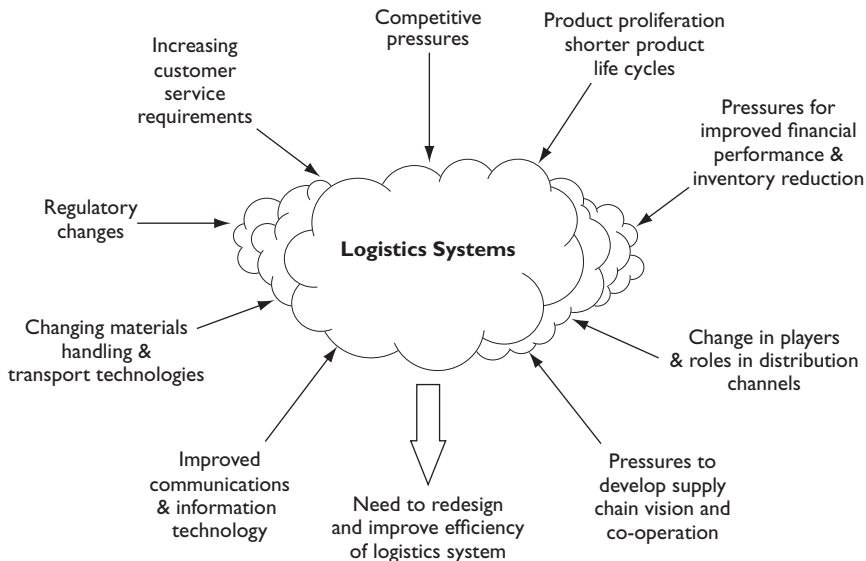 Competitive
pressures
Product proliferation
shorter product
life cycles
Increasing
customer
service
requirements
Pressures for
improved financial
performance &
inventory reduction
Regulatory
changes
Logistics Systems
Changing materials
handling &
transport technologies
Change in players
& roles in distribution
channels
Improved
communications
& information
technology
Need to redesign
and improve efficiency
of logistics system
Pressures to
develop supply
chain vision and
co-operation